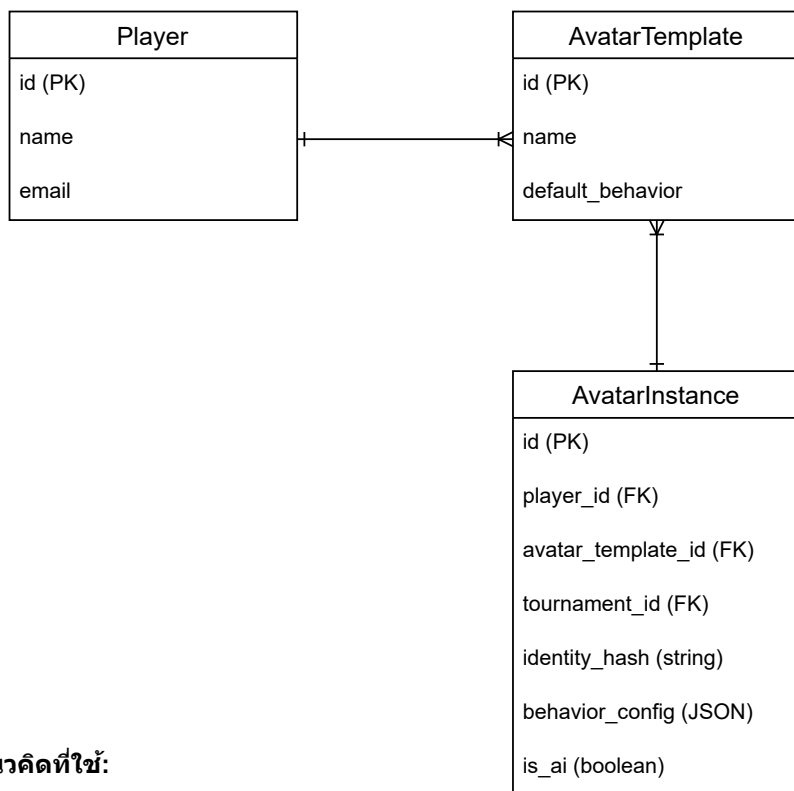 Player
id (PK)
name
email
AvatarTemplate
id (PK)
name
default_behavior
AvatarInstance
id (PK)
player_id (FK)
avatar_template_id (FK)
tournament_id (FK)
identity_hash (string)
behavior_config (JSON)
is_ai (boolean)
วคิดที่ใช้: